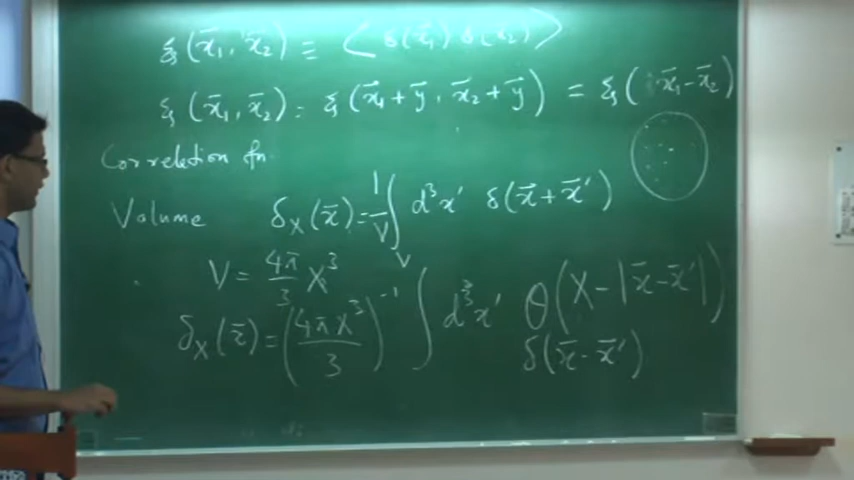 ξ(x̄₁, x̄₂) ≡ ⟨δ(x̄₁) δ(x̄₂)⟩
ξ(x̄₁, x̄₂) = ξ(x̄₁ + ȳ, x̄₂ + ȳ) = ξ(x̄₁ - x̄₂)
Correlation fn.
Volume δ_X(x̄) = 1/V ∫_V d³x' δ(x̄ + x̄')
V = 4π/3 X³
δ_X(x̄) = (4πX³/3)⁻¹ ∫ d³x' θ(X - |x̄ - x̄'|)
δ(x̄ - x̄')